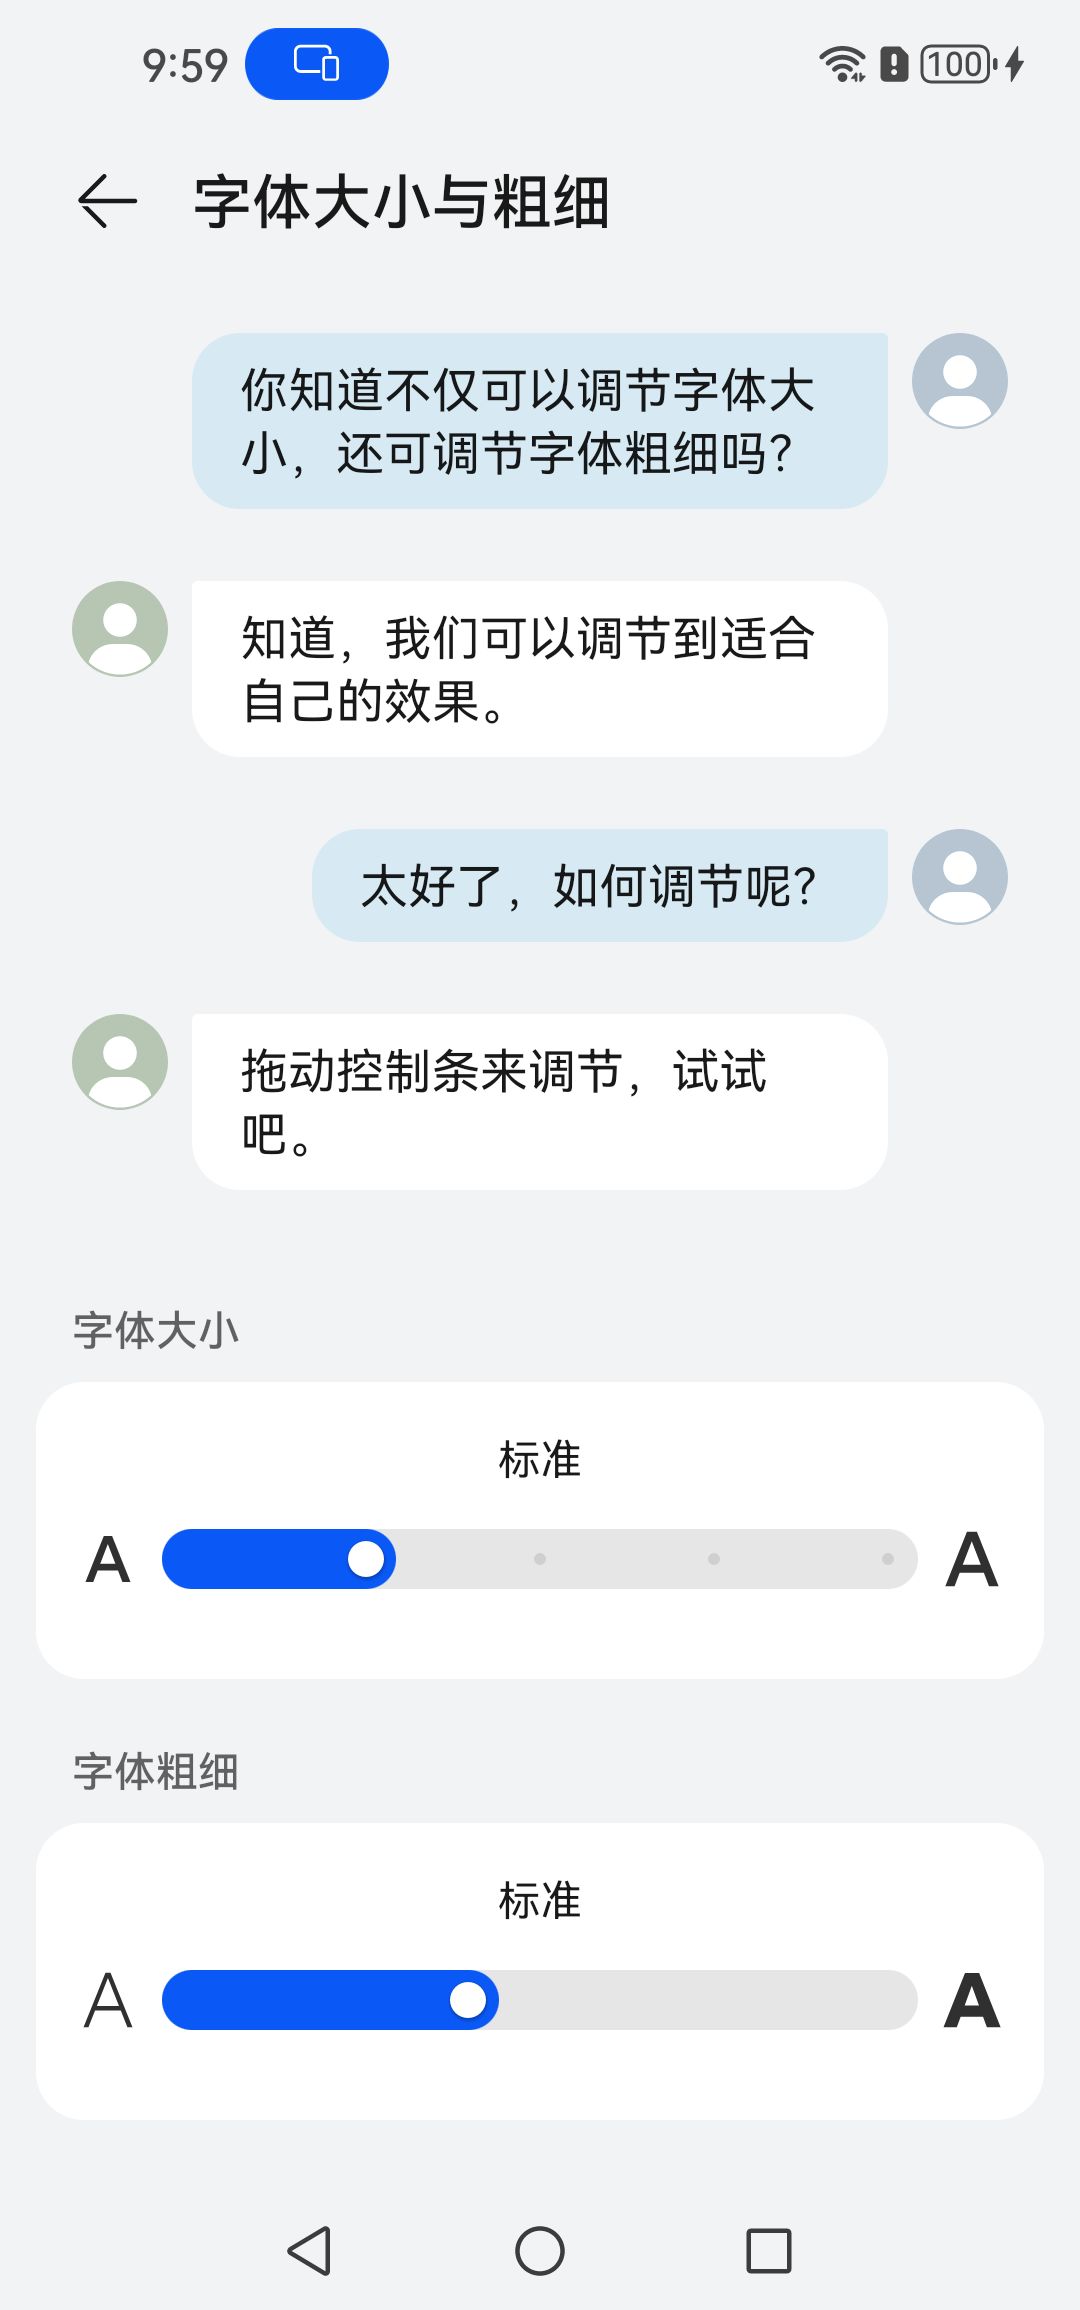 9:59
100
字体大小与粗细
你知道不仅可以调节字体大
小，还可调节字体粗细吗？
知道，我们可以调节到适合
自己的效果。
太好了，如何调节呢？
拖动控制条来调节，试试
吧。
字体大小
标准
A
A
字体粗细
标准
A
A